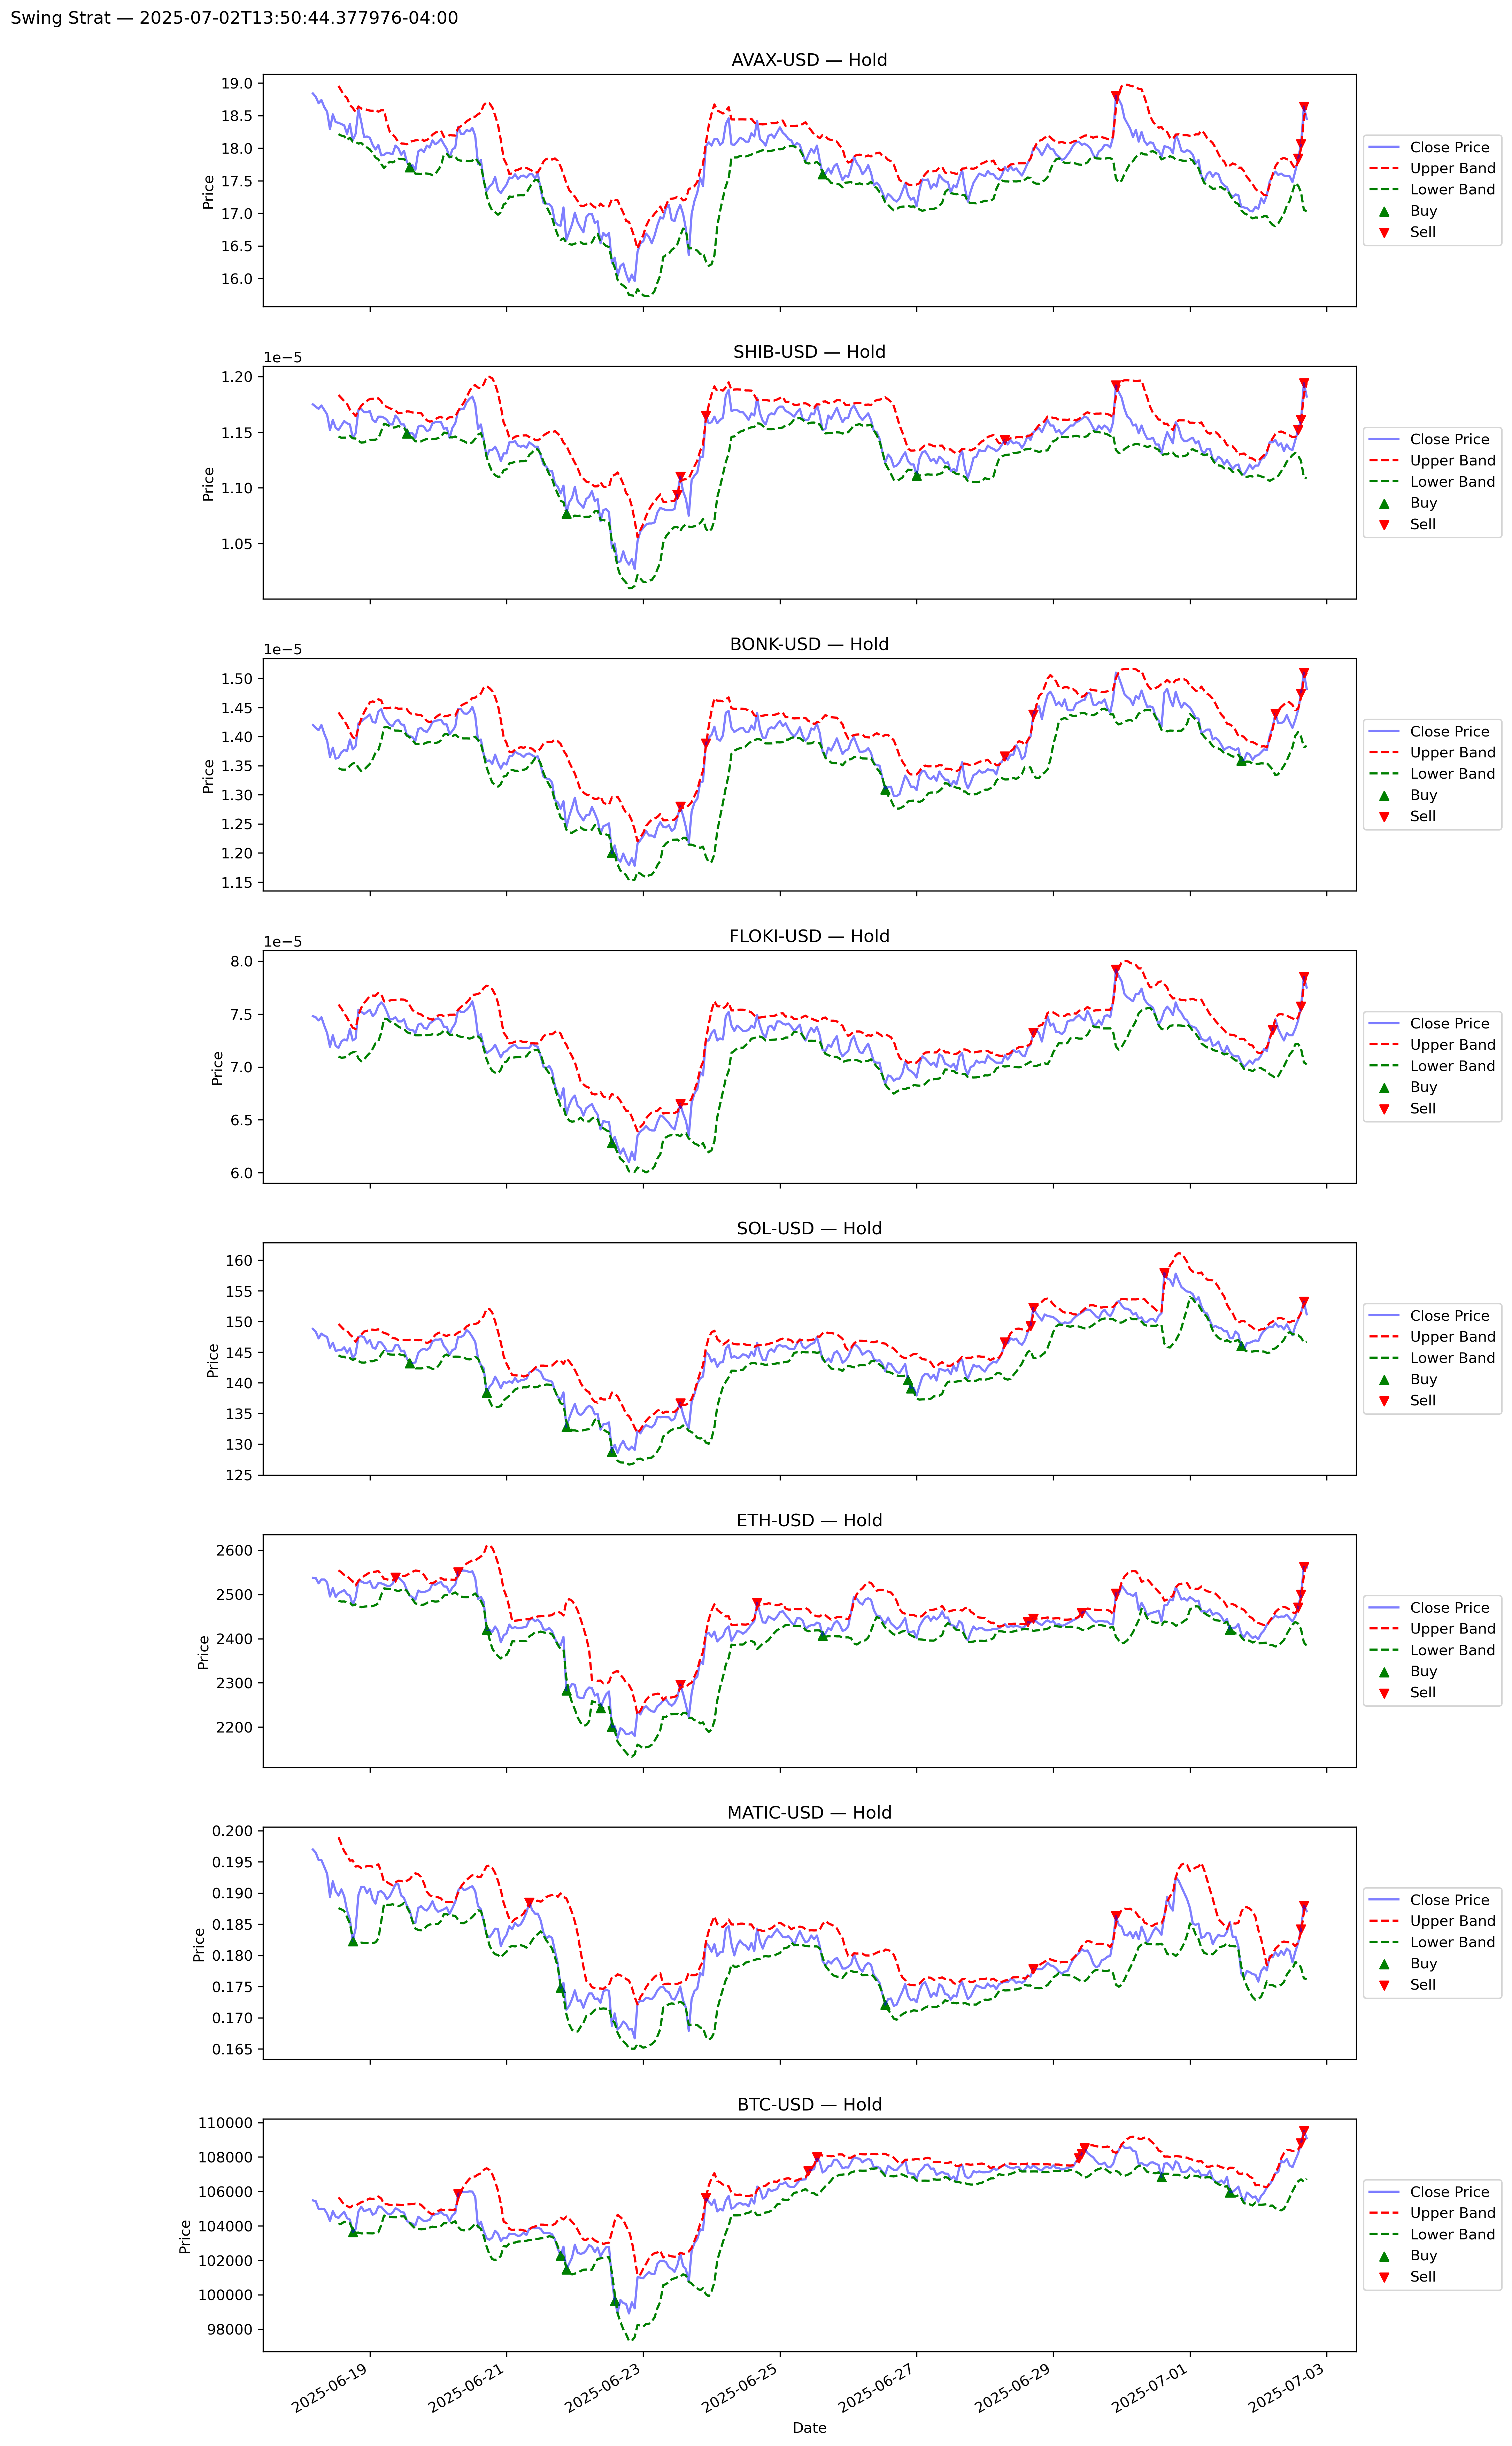 Swing Strat — 2025-07-02T13:50:44.377976-04:00
AVAX-USD — Hold
19.0
18.5
18.0
17.5
17.0
16.5
16.0
Price
Close Price
Upper Band
Lower Band
Buy
Sell
SHIB-USD — Hold
1e−5
1.20
1.15
1.10
1.05
Price
Close Price
Upper Band
Lower Band
Buy
Sell
BONK-USD — Hold
1e−5
1.50
1.45
1.40
1.35
1.30
1.25
1.20
1.15
Price
Close Price
Upper Band
Lower Band
Buy
Sell
FLOKI-USD — Hold
1e−5
8.0
7.5
7.0
6.5
6.0
Price
Close Price
Upper Band
Lower Band
Buy
Sell
SOL-USD — Hold
160
155
150
145
140
135
130
125
Price
Close Price
Upper Band
Lower Band
Buy
Sell
ETH-USD — Hold
2600
2500
2400
2300
2200
Price
Close Price
Upper Band
Lower Band
Buy
Sell
MATIC-USD — Hold
0.200
0.195
0.190
0.185
0.180
0.175
0.170
0.165
Price
Close Price
Upper Band
Lower Band
Buy
Sell
BTC-USD — Hold
110000
108000
106000
104000
102000
100000
98000
Price
Close Price
Upper Band
Lower Band
Buy
Sell
2025-06-19
2025-06-21
2025-06-23
2025-06-25
2025-06-27
2025-06-29
2025-07-01
2025-07-03
Date